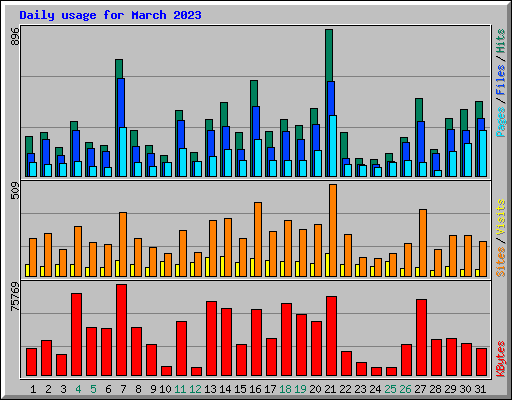 Daily usage for March 2023
896
Pages / Files / Hits
509
Sites / Visits
75769
KBytes
1 2 3 4 5 6 7 8 9 10 11 12 13 14 15 16 17 18 19 20 21 22 23 24 25 26 27 28 29 30 31